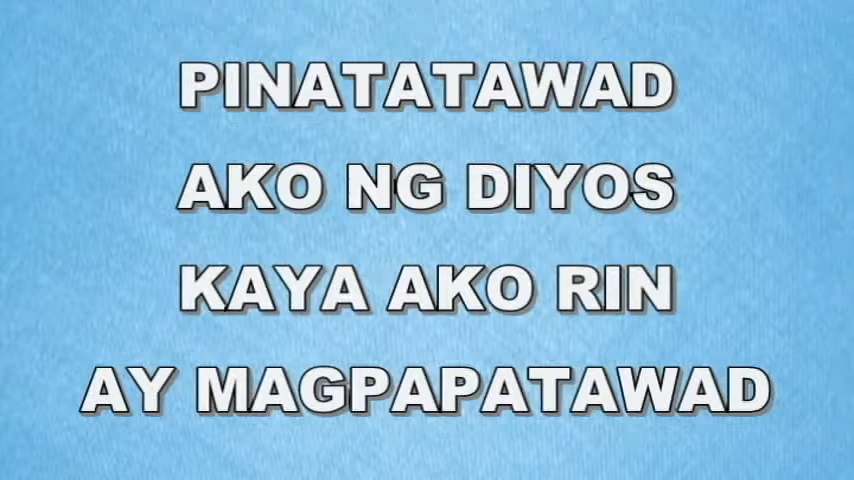 PINATATAWAD
AKO NG DIYOS
KAYA AKO RIN
AY MAGPAPATAWAD